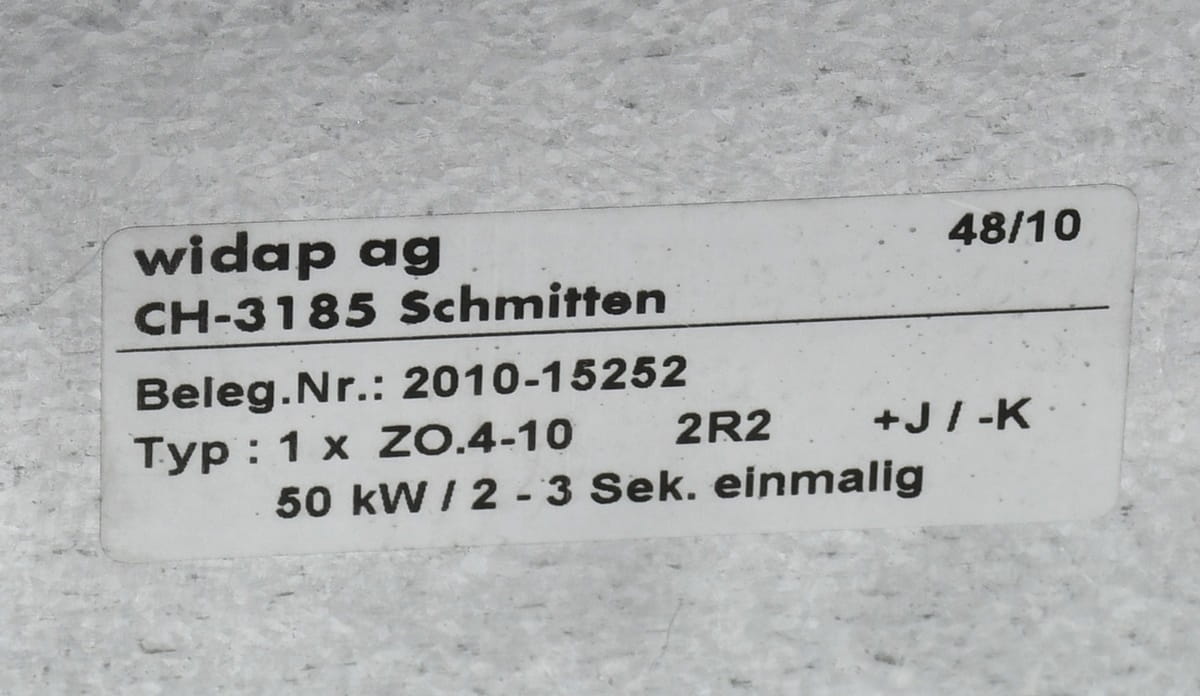 widap ag 48/10
CH-3185 Schmitten
Beleg.Nr.: 2010-15252
Typ : 1 x ZO.4-10 2R2 +J / -K
50 kW / 2 - 3 Sek. einmalig